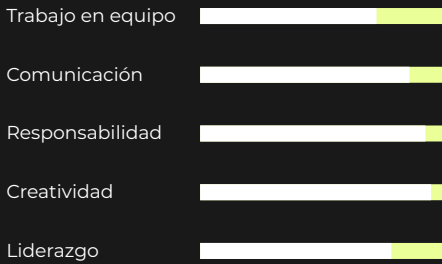 Trabajo en equipo
Comunicación
Responsabilidad
Creatividad
Liderazgo